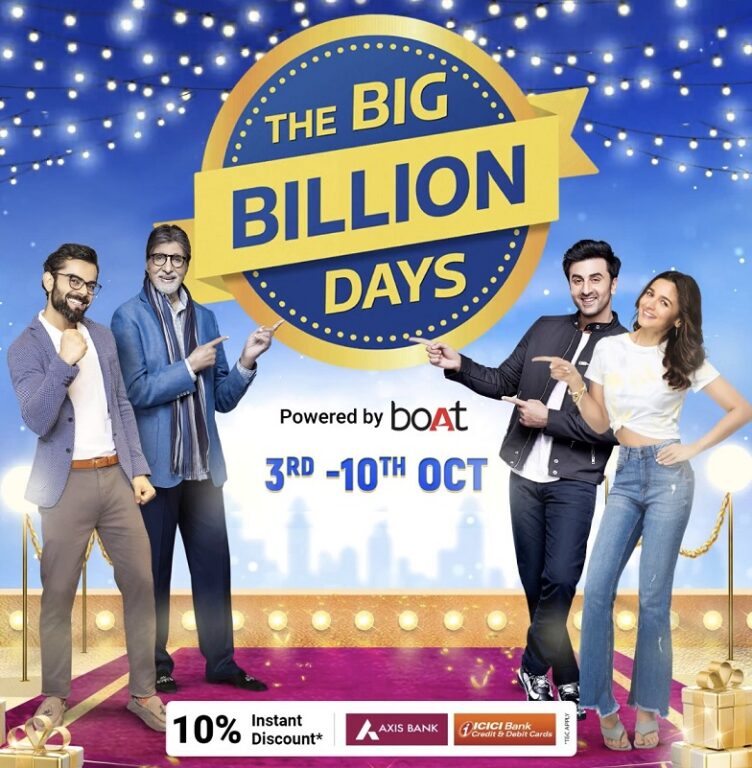 THE BIG
BILLION
DAYS
Powered by boAt
3RD -10TH OCT
10% Instant
Discount*
AXIS BANK
ICICI Bank
Credit & Debit Cards
*T&C APPLY